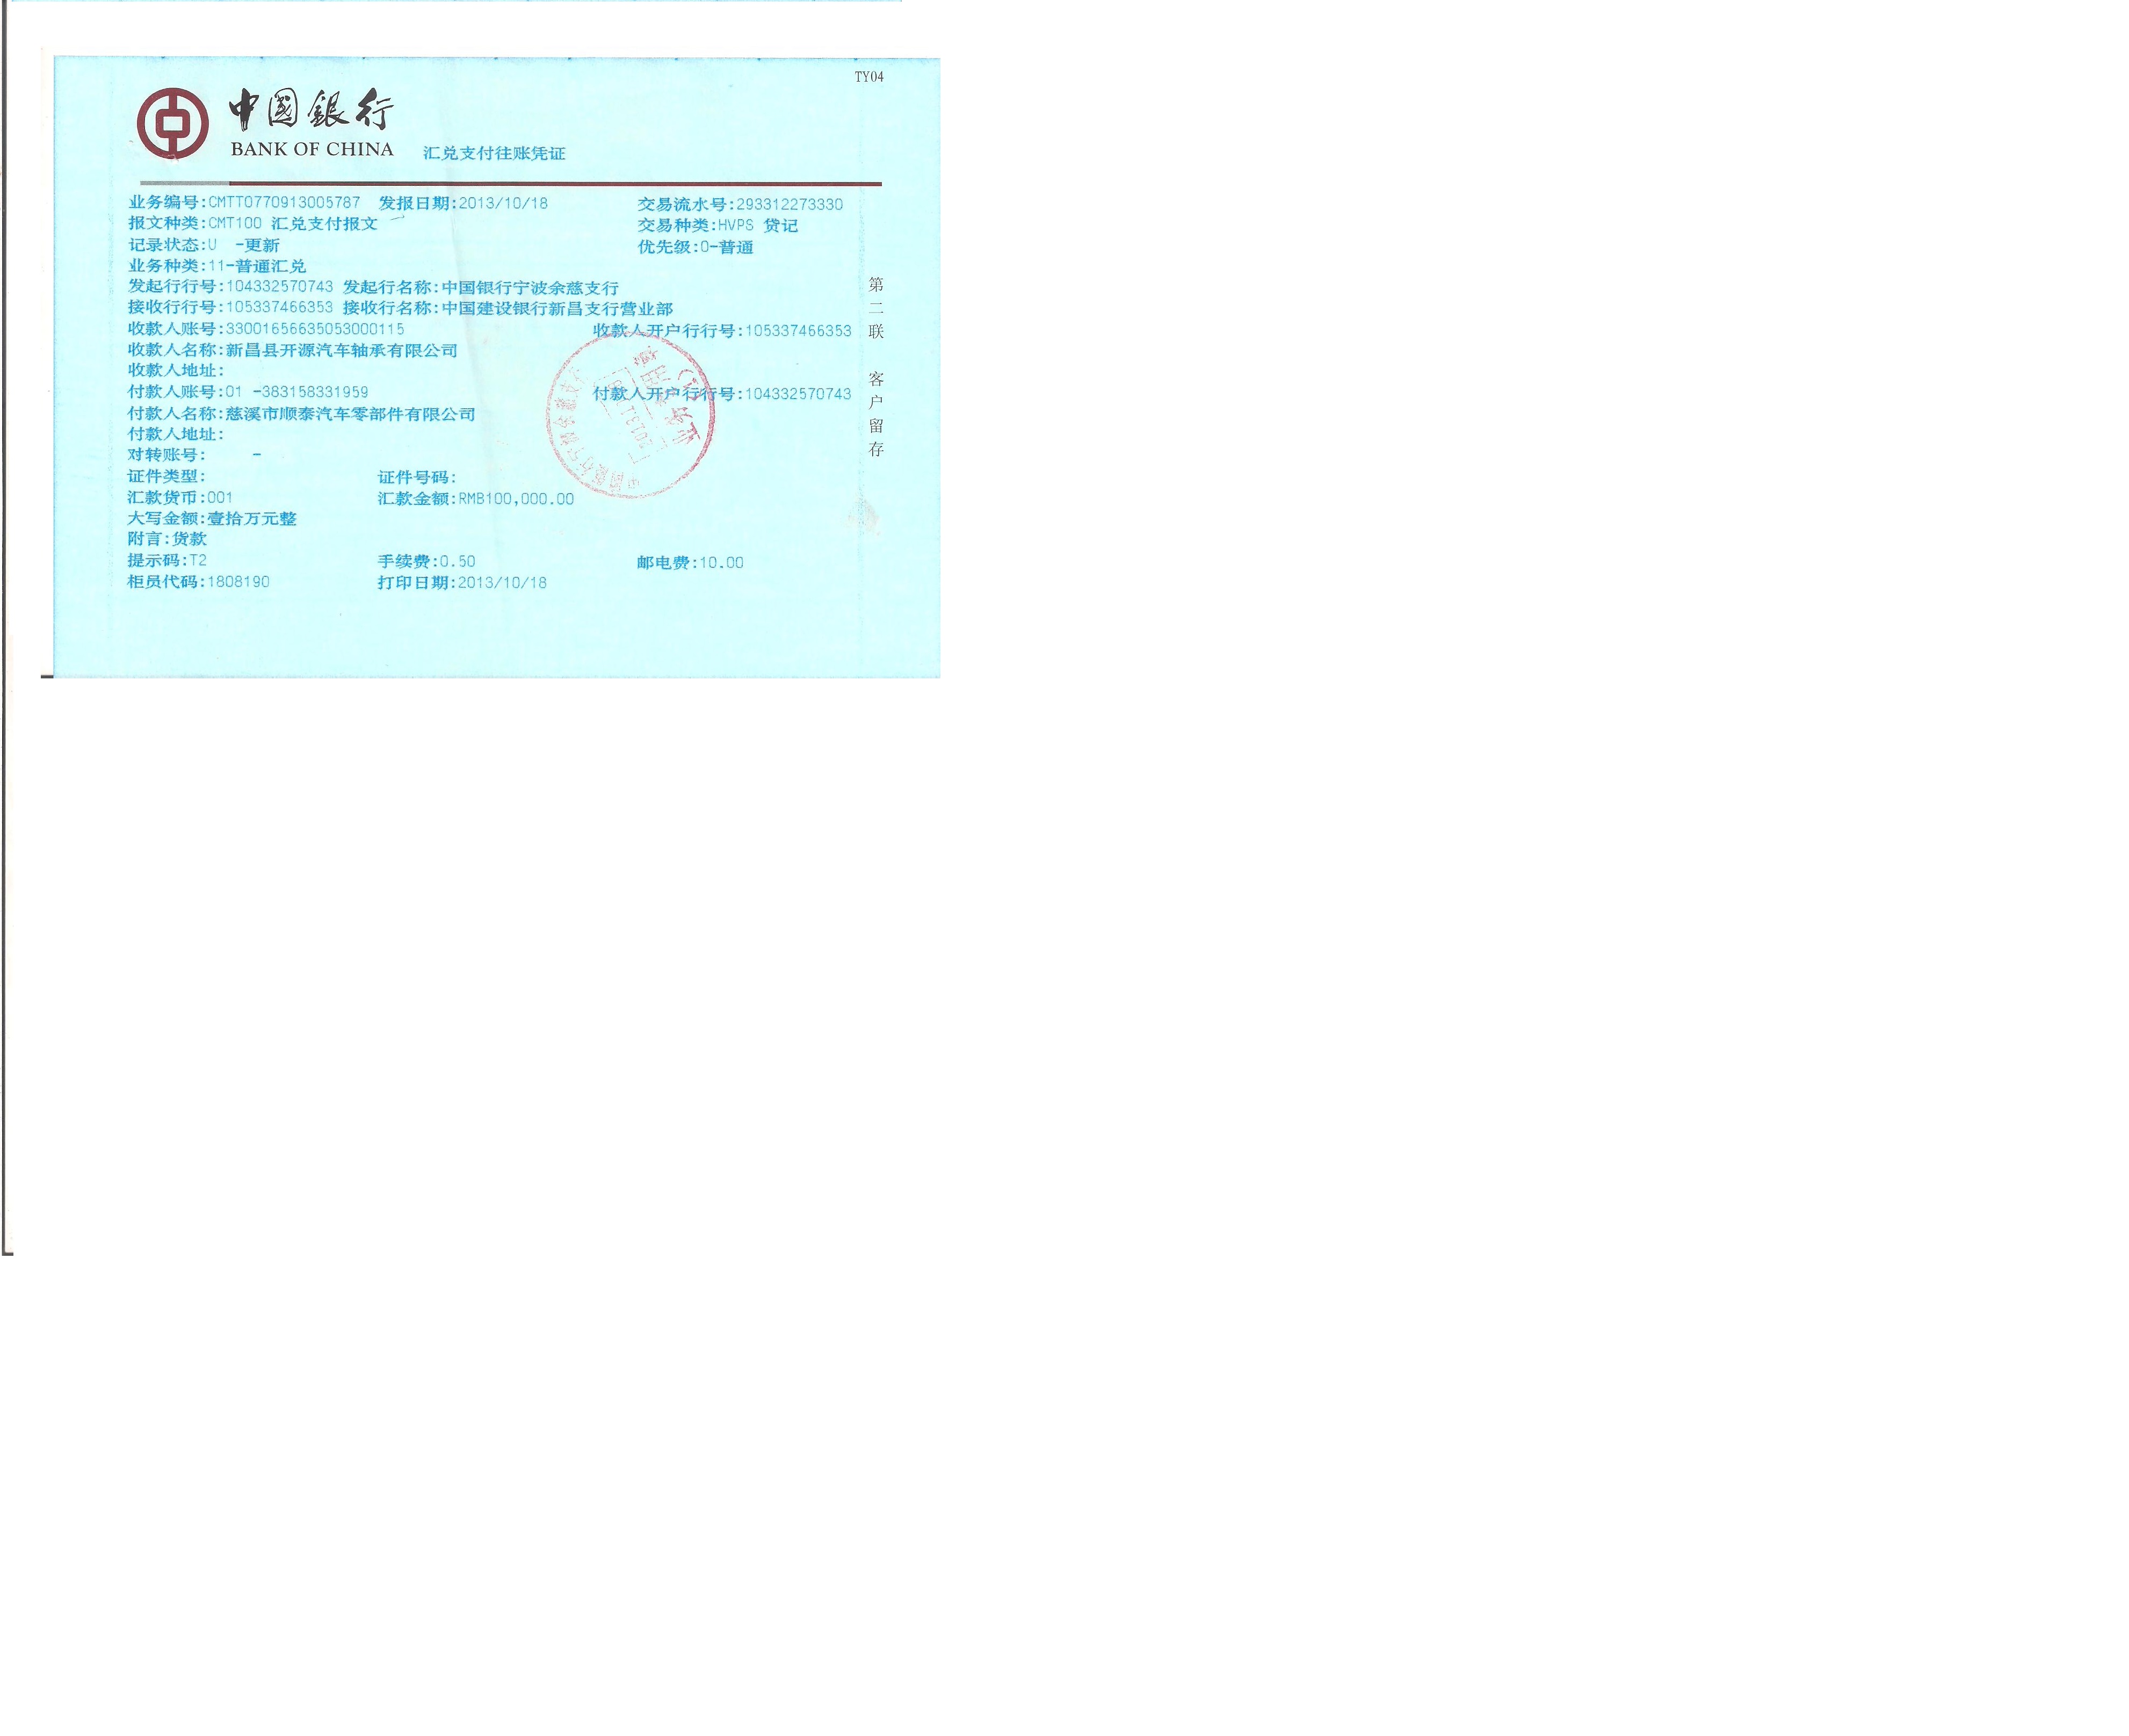 TY04
中國銀行
BANK OF CHINA 汇兑支付往账凭证
业务编号:CMTT0770913005787 发报日期:2013/10/18 交易流水号:293312273330
报文种类:CMT100 汇兑支付报文 交易种类:HVPS 贷记
记录状态:U -更新 优先级:0-普通
业务种类:11-普通汇兑
发起行行号:104332570743 发起行名称:中国银行宁波余慈支行
接收行行号:105337466353 接收行名称:中国建设银行新昌支行营业部
收款人账号:33001656635053000115 收款人开户行行号:105337466353
收款人名称:新昌县开源汽车轴承有限公司
收款人地址:
付款人账号:01 -383158331959 付款人开户行行号:104332570743
付款人名称:慈溪市顺泰汽车零部件有限公司
付款人地址:
对转账号: -
证件类型: 证件号码:
汇款货币:001 汇款金额:RMB100,000.00
大写金额:壹拾万元整
附言:货款
提示码:T2 手续费:0.50 邮电费:10.00
柜员代码:1808190 打印日期:2013/10/18
第二联 客户留存